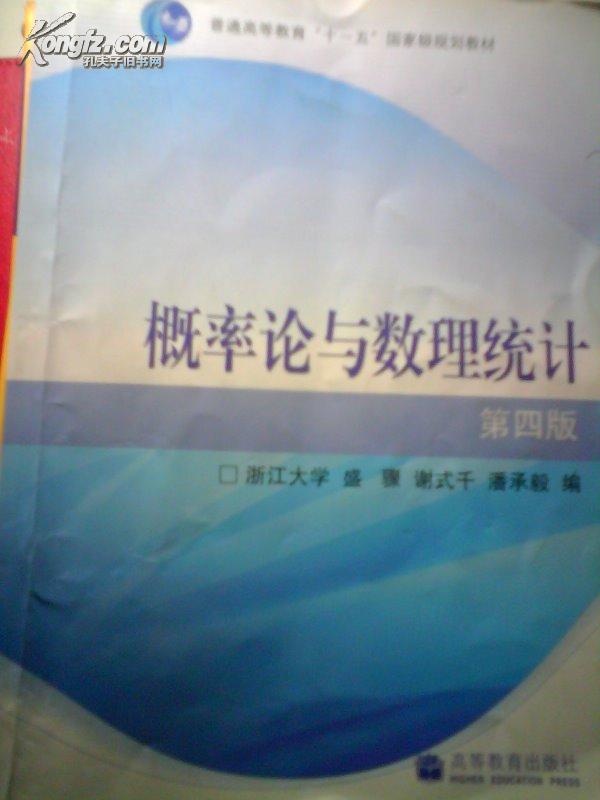 Kongfz.com
孔夫子旧书网
普通高等教育"十一五"国家级规划教材
上
概率论与数理统计
第四版
浙江大学 盛 骤 谢式千 潘承毅 编
高等教育出版社
HIGHER EDUCATION PRESS